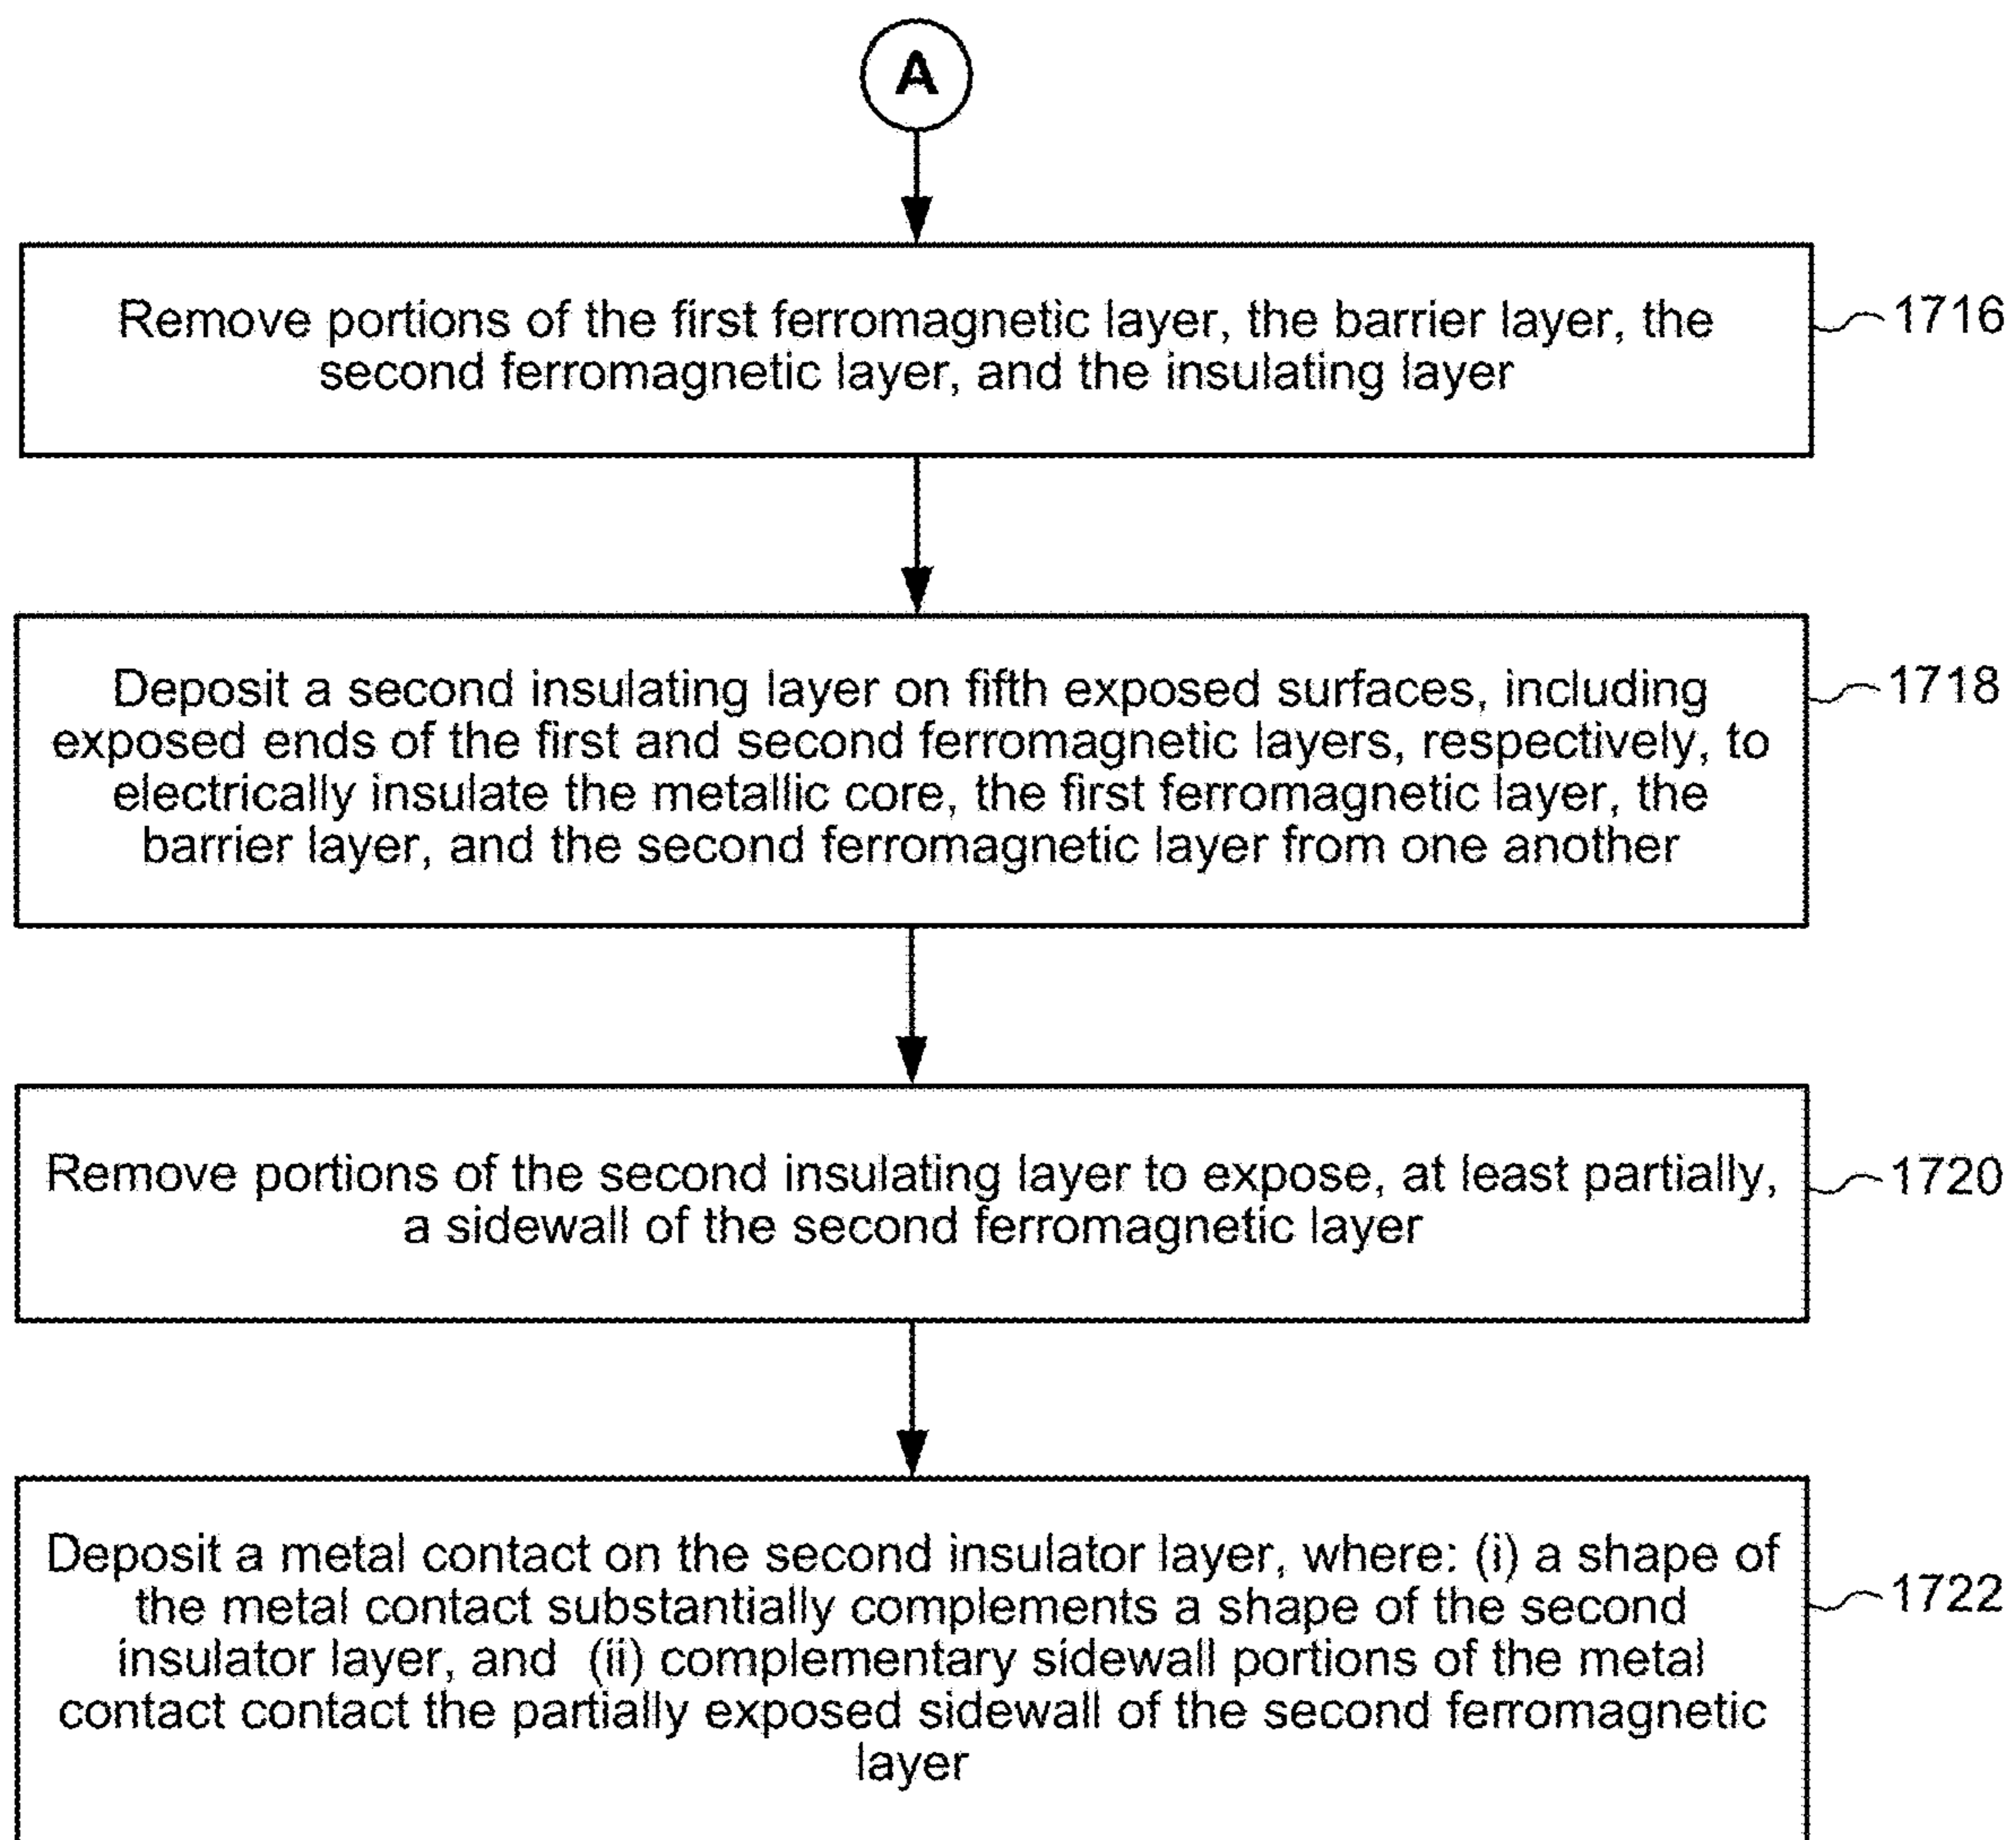 A
Remove portions of the first ferromagnetic layer, the barrier layer, the
second ferromagnetic layer, and the insulating layer
1716
Deposit a second insulating layer on fifth exposed surfaces, including
exposed ends of the first and second ferromagnetic layers, respectively, to
electrically insulate the metallic core, the first ferromagnetic layer, the
barrier layer, and the second ferromagnetic layer from one another
1718
Remove portions of the second insulating layer to expose, at least partially,
a sidewall of the second ferromagnetic layer
1720
Deposit a metal contact on the second insulator layer, where: (i) a shape of
the metal contact substantially complements a shape of the second
insulator layer, and (ii) complementary sidewall portions of the metal
contact contact the partially exposed sidewall of the second ferromagnetic
layer
1722